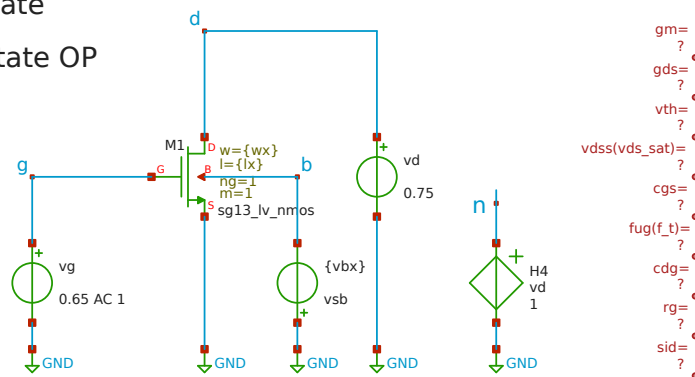 ate
tate OP
d
gm=
?
gds=
?
vth=
?
vdss(vds_sat)=
?
cgs=
?
fug(f_t)=
?
cdg=
?
rg=
?
sid=
?
M1
D
w={wx}
l={lx}
G
B
ng=1
m=1
S
sg13_lv_nmos
g
b
+
vd
0.75
n
+
vg
0.65 AC 1
{vbx}
vsb
+
+
H4
vd
1
GND
GND
GND
GND
GND